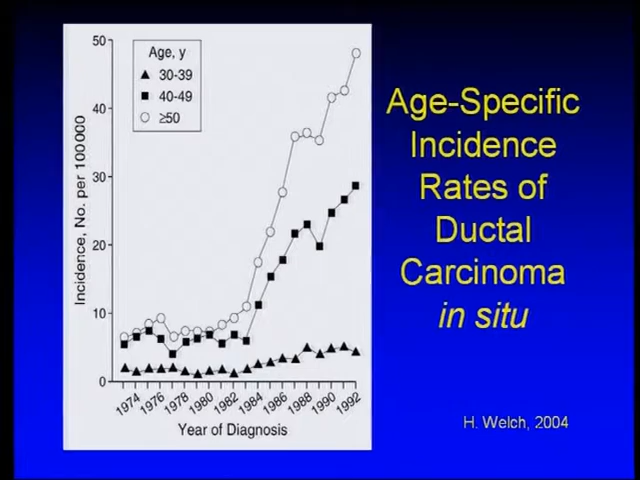 50
40
30
20
10
0
Incidence, No. per 100000
Age, y
30-39
40-49
≥50
1974 1976 1978 1980 1982 1984 1986 1988 1990 1992
Year of Diagnosis
Age-Specific
Incidence
Rates of
Ductal
Carcinoma
in situ
H. Welch, 2004